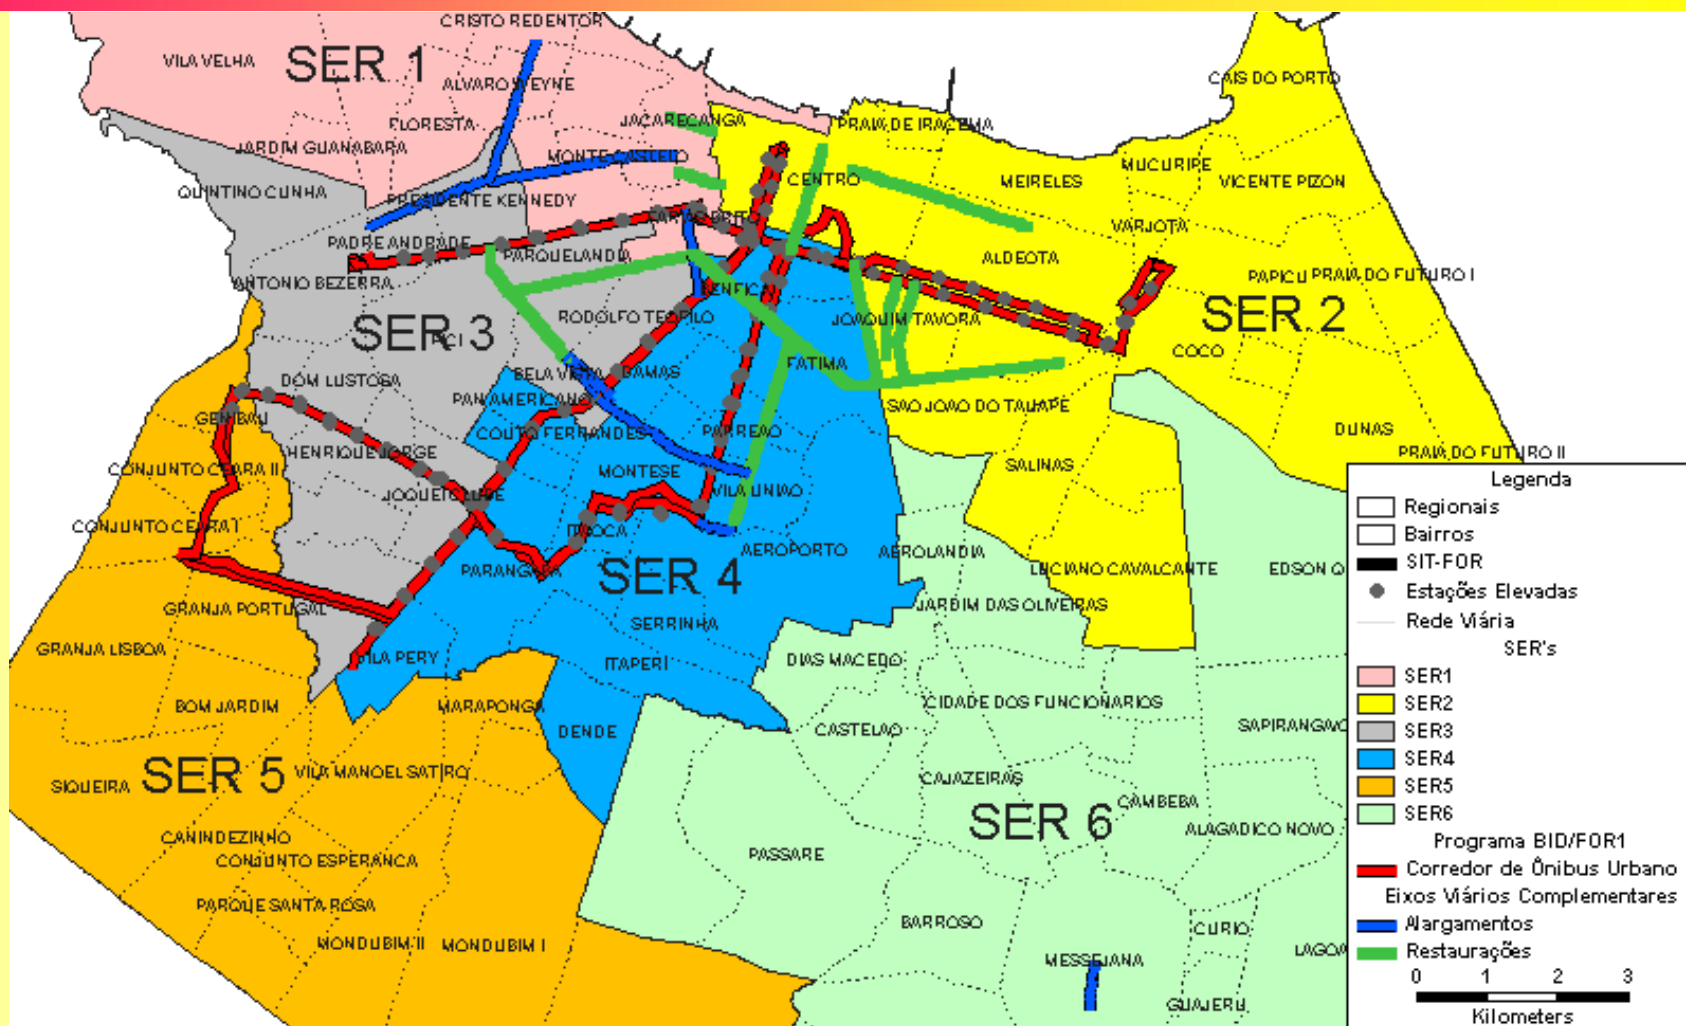 CRISTO REDENTOR
VILA VELHA
SER 1
ALVARO WEYNE
CAIS DO PORTO
FLORESTA
JACARECANGA
PRAIA DE IRACEMA
JARDIM GUANABARA
MONTE CASTELO
MUCURIPE
QUINTINO CUNHA
CENTRO
MEIRELES
VICENTE PIZON
PRESIDENTE KENNEDY
FARIAS BRITO
VARJOTA
PADRE ANDRADE
PARQUELANDIA
ALDEOTA
ANTONIO BEZERRA
BENFICA
PAPICU
PRAIA DO FUTURO I
RODOLFO TEOFILO
JOAQUIM TAVORA
SER 2
SER 3
PICI
COCO
FATIMA
DOM LUSTOSA
BELA VISTA
DAMAS
PAN AMERICANO
SAO JOAO DO TAUAPE
GENIBAU
COUTO FERNANDES
PARREAO
DUNAS
HENRIQUE JORGE
PRAIA DO FUTURO II
CONJUNTO CEARA II
MONTESE
SALINAS
JOQUEI CLUBE
VILA UNIAO
CONJUNTO CEARA I
ITAOCA
AEROPORTO
AEROLANDIA
PARANGABA
SER 4
LUCIANO CAVALCANTE
EDSON Q
GRANJA PORTUGAL
JARDIM DAS OLIVEIRAS
SERRINHA
GRANJA LISBOA
VILA PERY
ITAPERI
DIAS MACEDO
BOM JARDIM
MARAPONGA
CIDADE DOS FUNCIONARIOS
DENDE
CASTELAO
SAPIRANGA
SER 5
VILA MANOEL SATIRO
SIQUEIRA
CAJAZEIRAS
CAMBEBA
SER 6
ALAGADICO NOVO
CANINDEZINHO
CONJUNTO ESPERANCA
PASSARE
PARQUE SANTA ROSA
BARROSO
CURIO
MONDUBIM II
MONDUBIM I
LAGOA
MESSEJANA
GUAJERU
Legenda
Regionais
Bairros
SIT-FOR
Estações Elevadas
Rede Viária
SER's
SER1
SER2
SER3
SER4
SER5
SER6
Programa BID/FOR1
Corredor de Ônibus Urbano
Eixos Viários Complementares
Alargamentos
Restaurações
0 1 2 3
Kilometers